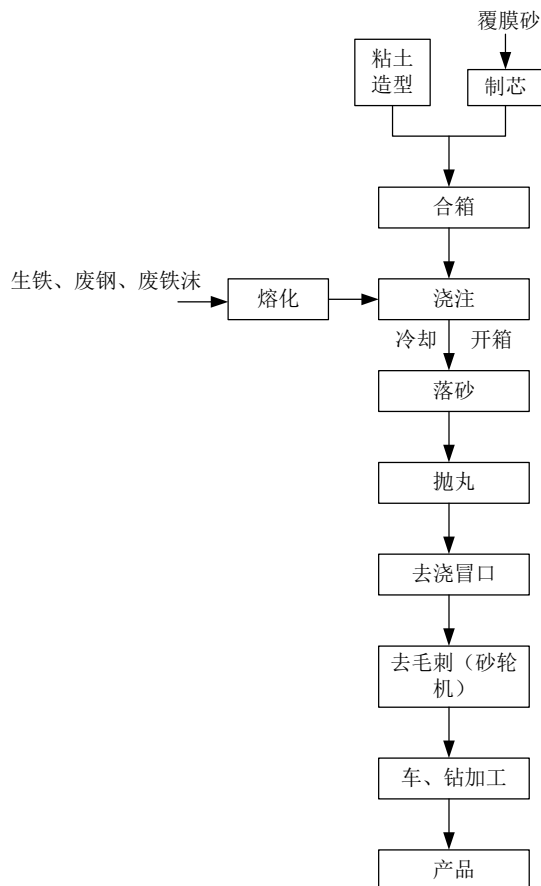 覆膜砂
粘土
造型
制芯
合箱
生铁、废钢、废铁沫
熔化
浇注
冷却
开箱
落砂
抛丸
去浇冒口
去毛刺（砂轮
机）
车、钻加工
产品